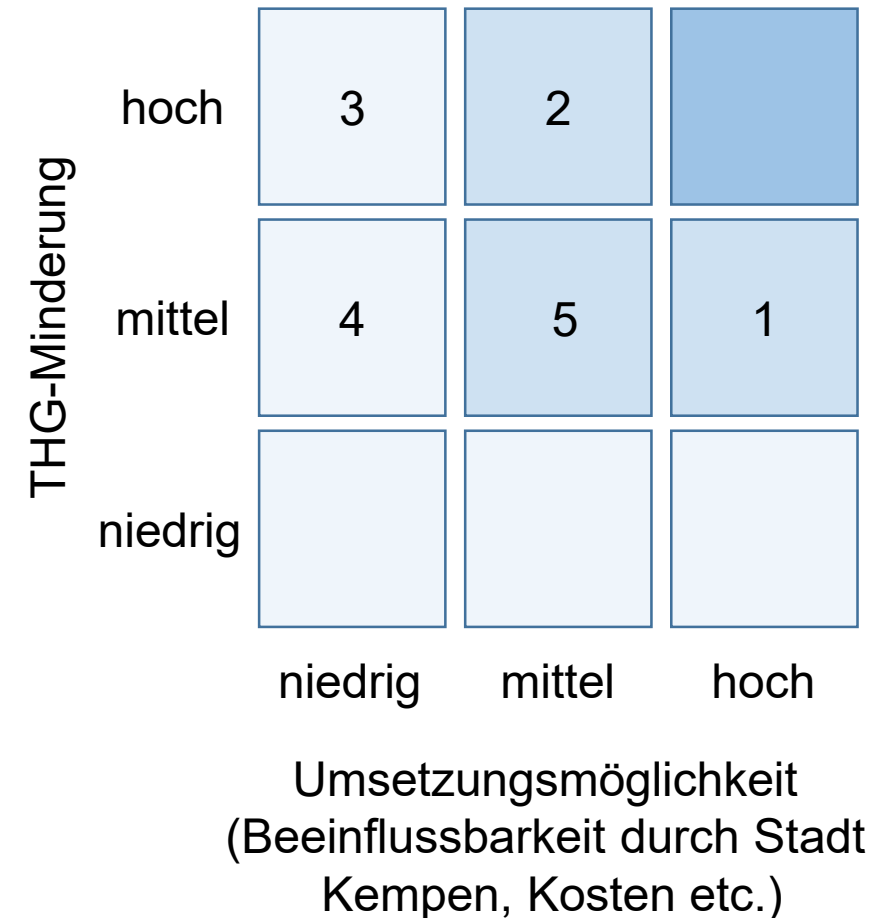 THG-Minderung
hoch 3 2
mittel 4 5 1
niedrig
niedrig mittel hoch
Umsetzungsmöglichkeit
(Beeinflussbarkeit durch Stadt
Kempen, Kosten etc.)